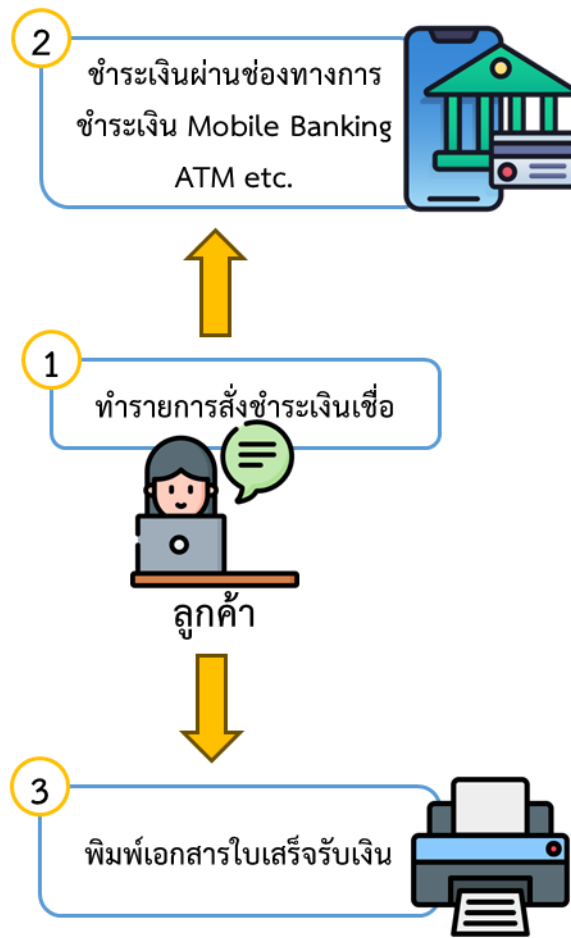 2
ชำระเงินผ่านช่องทางการ
ชำระเงิน Mobile Banking
ATM etc.
1
ทำรายการสั่งชำระเงินเชื่อ
ลูกค้า
3
พิมพ์เอกสารใบเสร็จรับเงิน